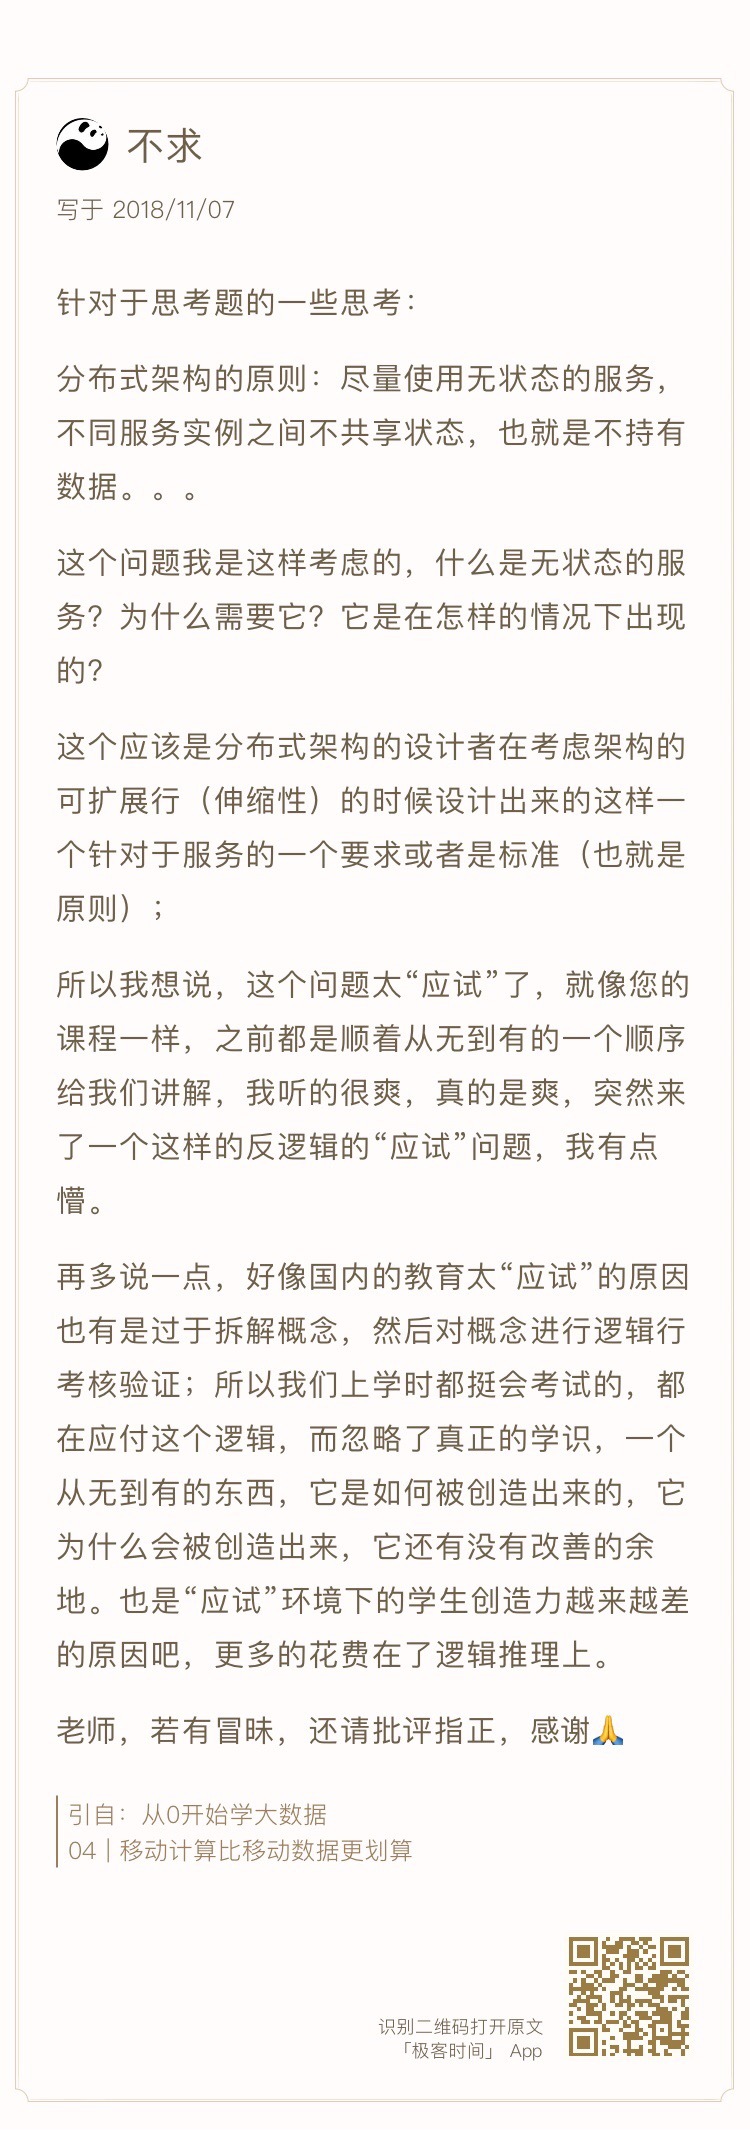 不求
写于 2018/11/07
针对于思考题的一些思考：
分布式架构的原则：尽量使用无状态的服务，
不同服务实例之间不共享状态，也就是不持有
数据。。。
这个问题我是这样考虑的，什么是无状态的服
务？为什么需要它？它是在怎样的情况下出现
的？
这个应该是分布式架构的设计者在考虑架构的
可扩展行（伸缩性）的时候设计出来的这样一
个针对于服务的一个要求或者是标准（也就是
原则）；
所以我想说，这个问题太“应试”了，就像您的
课程一样，之前都是顺着从无到有的一个顺序
给我们讲解，我听的很爽，真的是爽，突然来
了一个这样的反逻辑的“应试”问题，我有点
懵。
再多说一点，好像国内的教育太“应试”的原因
也有是过于拆解概念，然后对概念进行逻辑行
考核验证；所以我们上学时都挺会考试的，都
在应付这个逻辑，而忽略了真正的学识，一个
从无到有的东西，它是如何被创造出来的，它
为什么会被创造出来，它还有没有改善的余
地。也是“应试”环境下的学生创造力越来越差
的原因吧，更多的花费在了逻辑推理上。
老师，若有冒昧，还请批评指正，感谢🙏
引自：从0开始学大数据
04 | 移动计算比移动数据更划算
识别二维码打开原文
「极客时间」 App